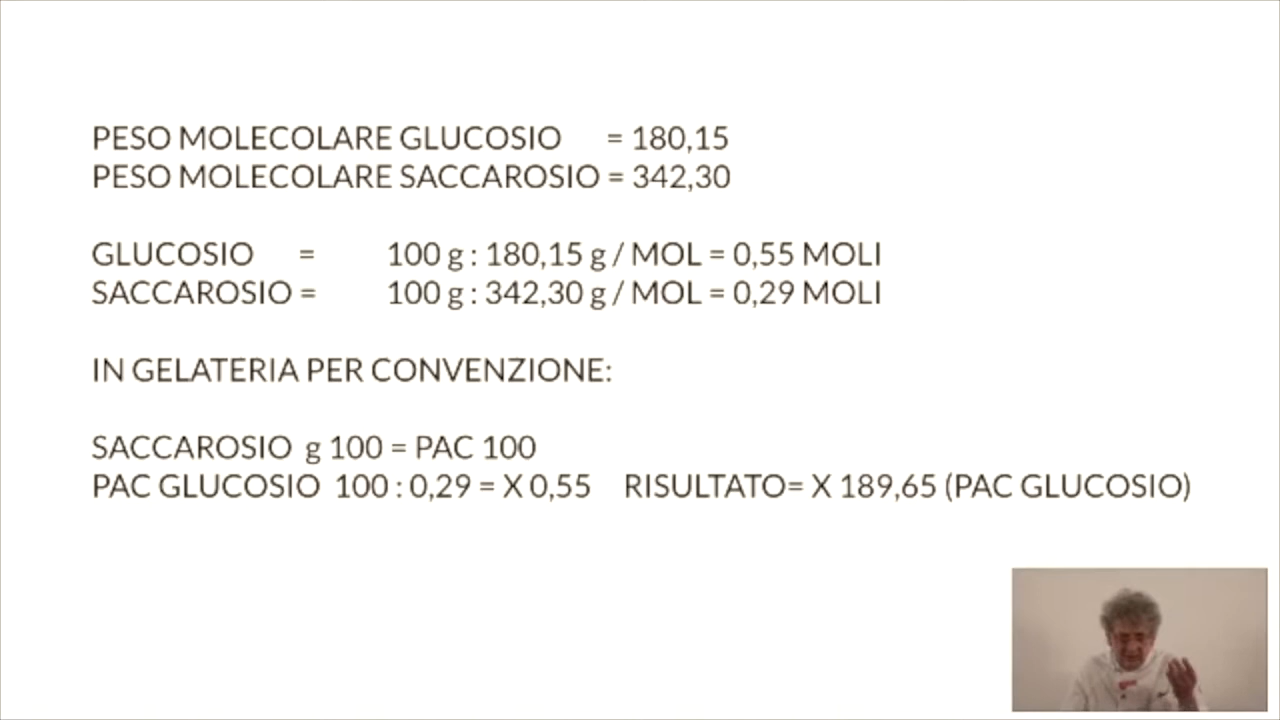 PESO MOLECOLARE GLUCOSIO = 180,15
PESO MOLECOLARE SACCAROSIO = 342,30
GLUCOSIO = 100 g : 180,15 g / MOL = 0,55 MOLI
SACCAROSIO = 100 g : 342,30 g / MOL = 0,29 MOLI
IN GELATERIA PER CONVENZIONE:
SACCAROSIO g 100 = PAC 100
PAC GLUCOSIO 100 : 0,29 = X 0,55 RISULTATO= X 189,65 (PAC GLUCOSIO)